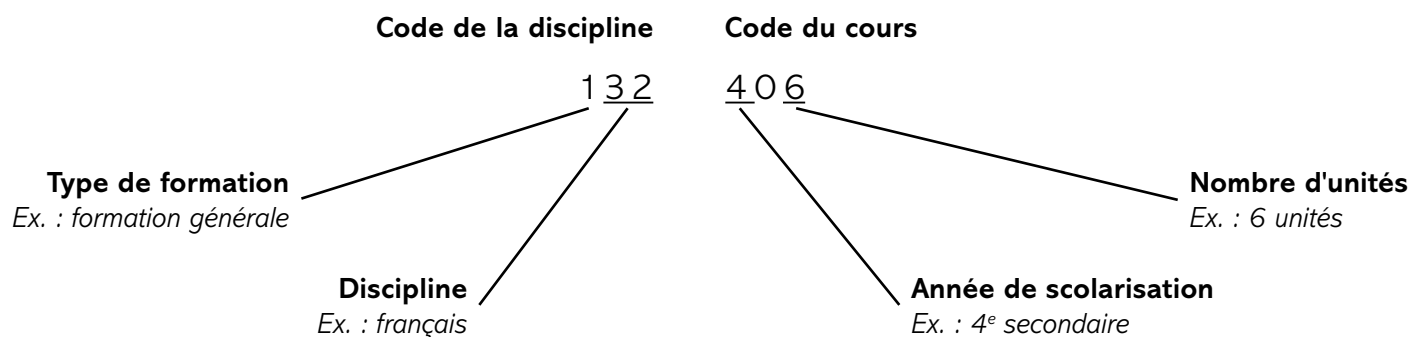 Code de la discipline
Code du cours
132
406
Type de formation
Ex. : formation générale
Nombre d'unités
Ex. : 6 unités
Discipline
Ex. : français
Année de scolarisation
Ex. : 4e secondaire